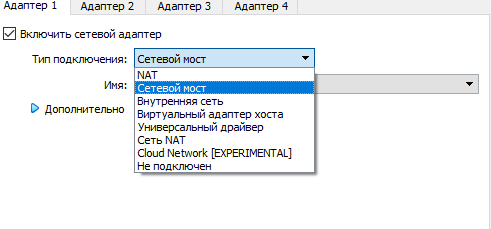 Адаптер 1 Адаптер 2 Адаптер 3 Адаптер 4
Включить сетевой адаптер
Тип подключения: Сетевой мост
NAT
Имя: Сетевой мост
Внутренняя сеть
Дополнительно Виртуальный адаптер хоста
Универсальный драйвер
Сеть NAT
Cloud Network [EXPERIMENTAL]
Не подключен